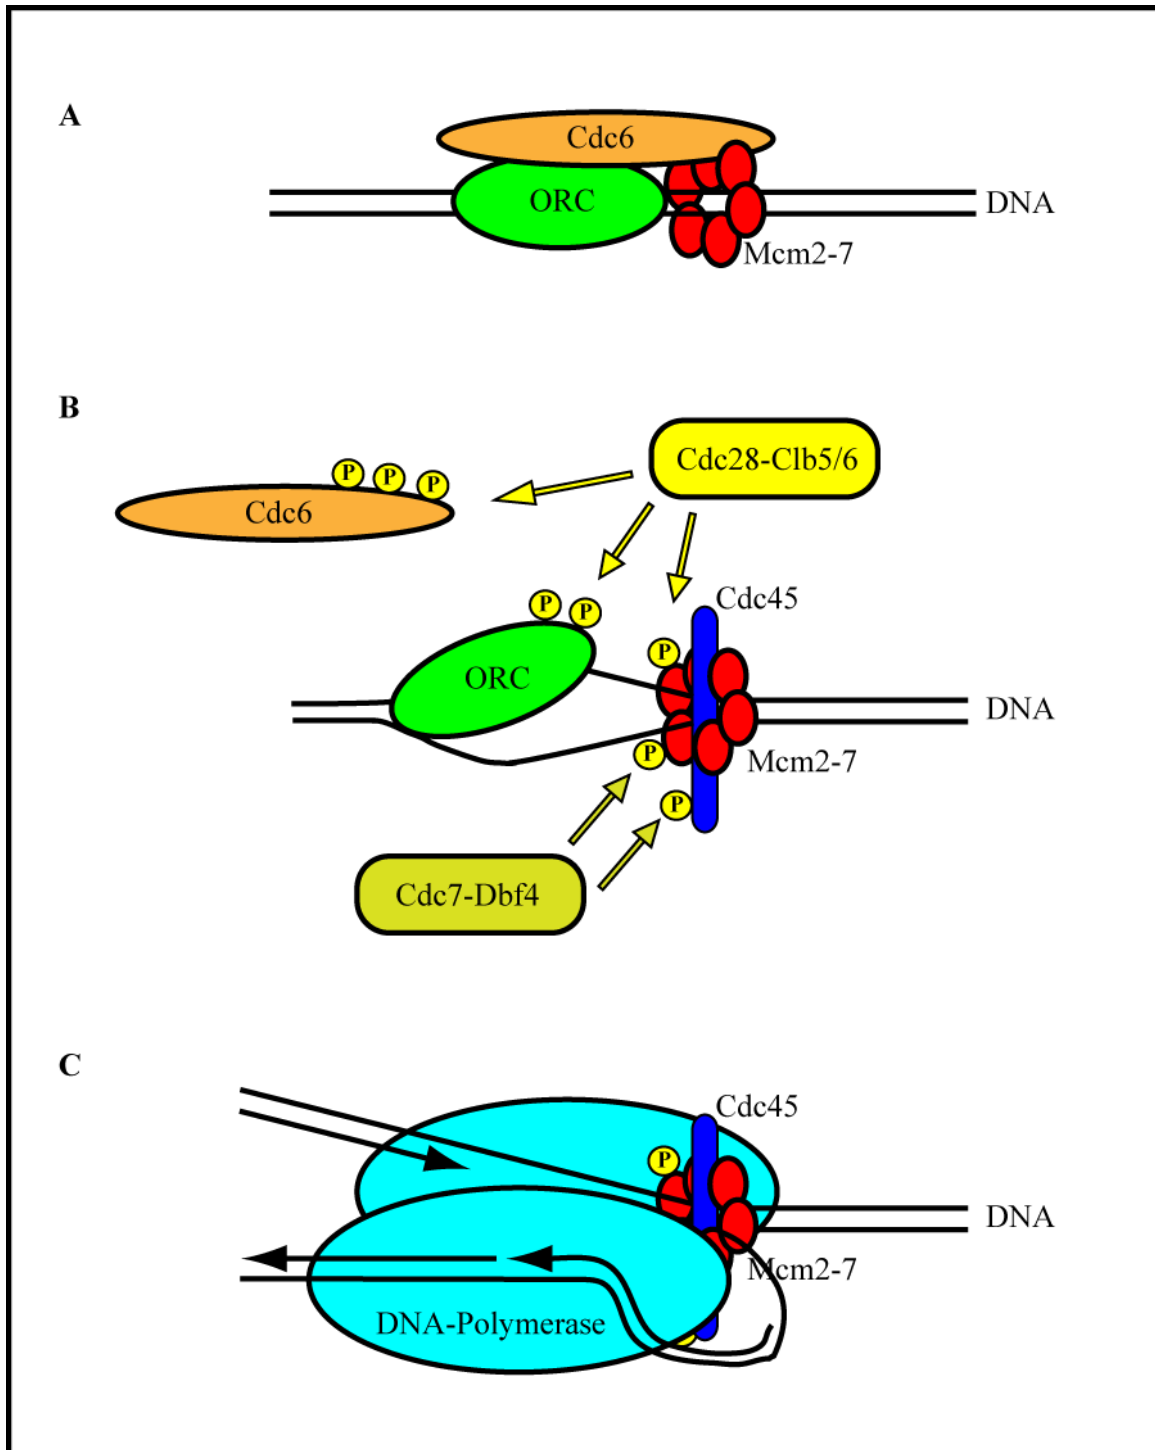 A
Cdc6
ORC
DNA
Mcm2-7
B
Cdc28-Clb5/6
P P P
Cdc6
Cdc45
P P
P
ORC
DNA
P
Mcm2-7
P
Cdc7-Dbf4
C
Cdc45
P
DNA
Mcm2-7
DNA-Polymerase